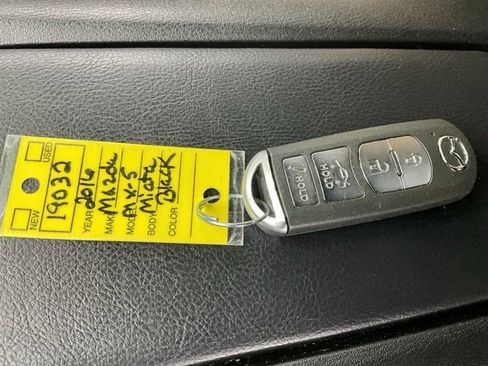 NEW USED
19032
YEAR 2016
MAKE Mazda
MODEL MX-5
BODY Miata
COLOR Black
HOLD
HOLD